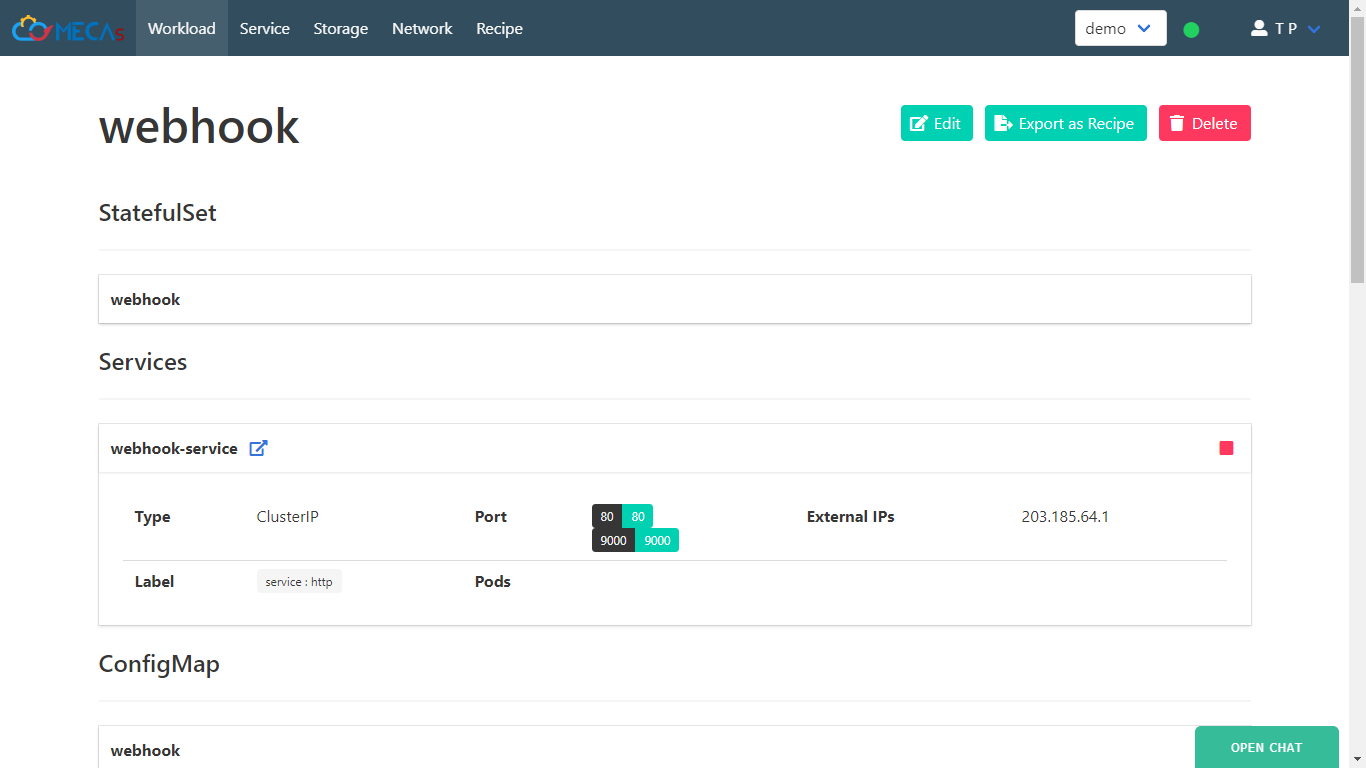 MECA s Workload Service Storage Network Recipe demo T P
webhook Edit Export as Recipe Delete
StatefulSet
webhook
Services
webhook-service
Type ClusterIP Port 80 80 External IPs 203.185.64.1
9000 9000
Label service : http Pods
ConfigMap
webhook
OPEN CHAT